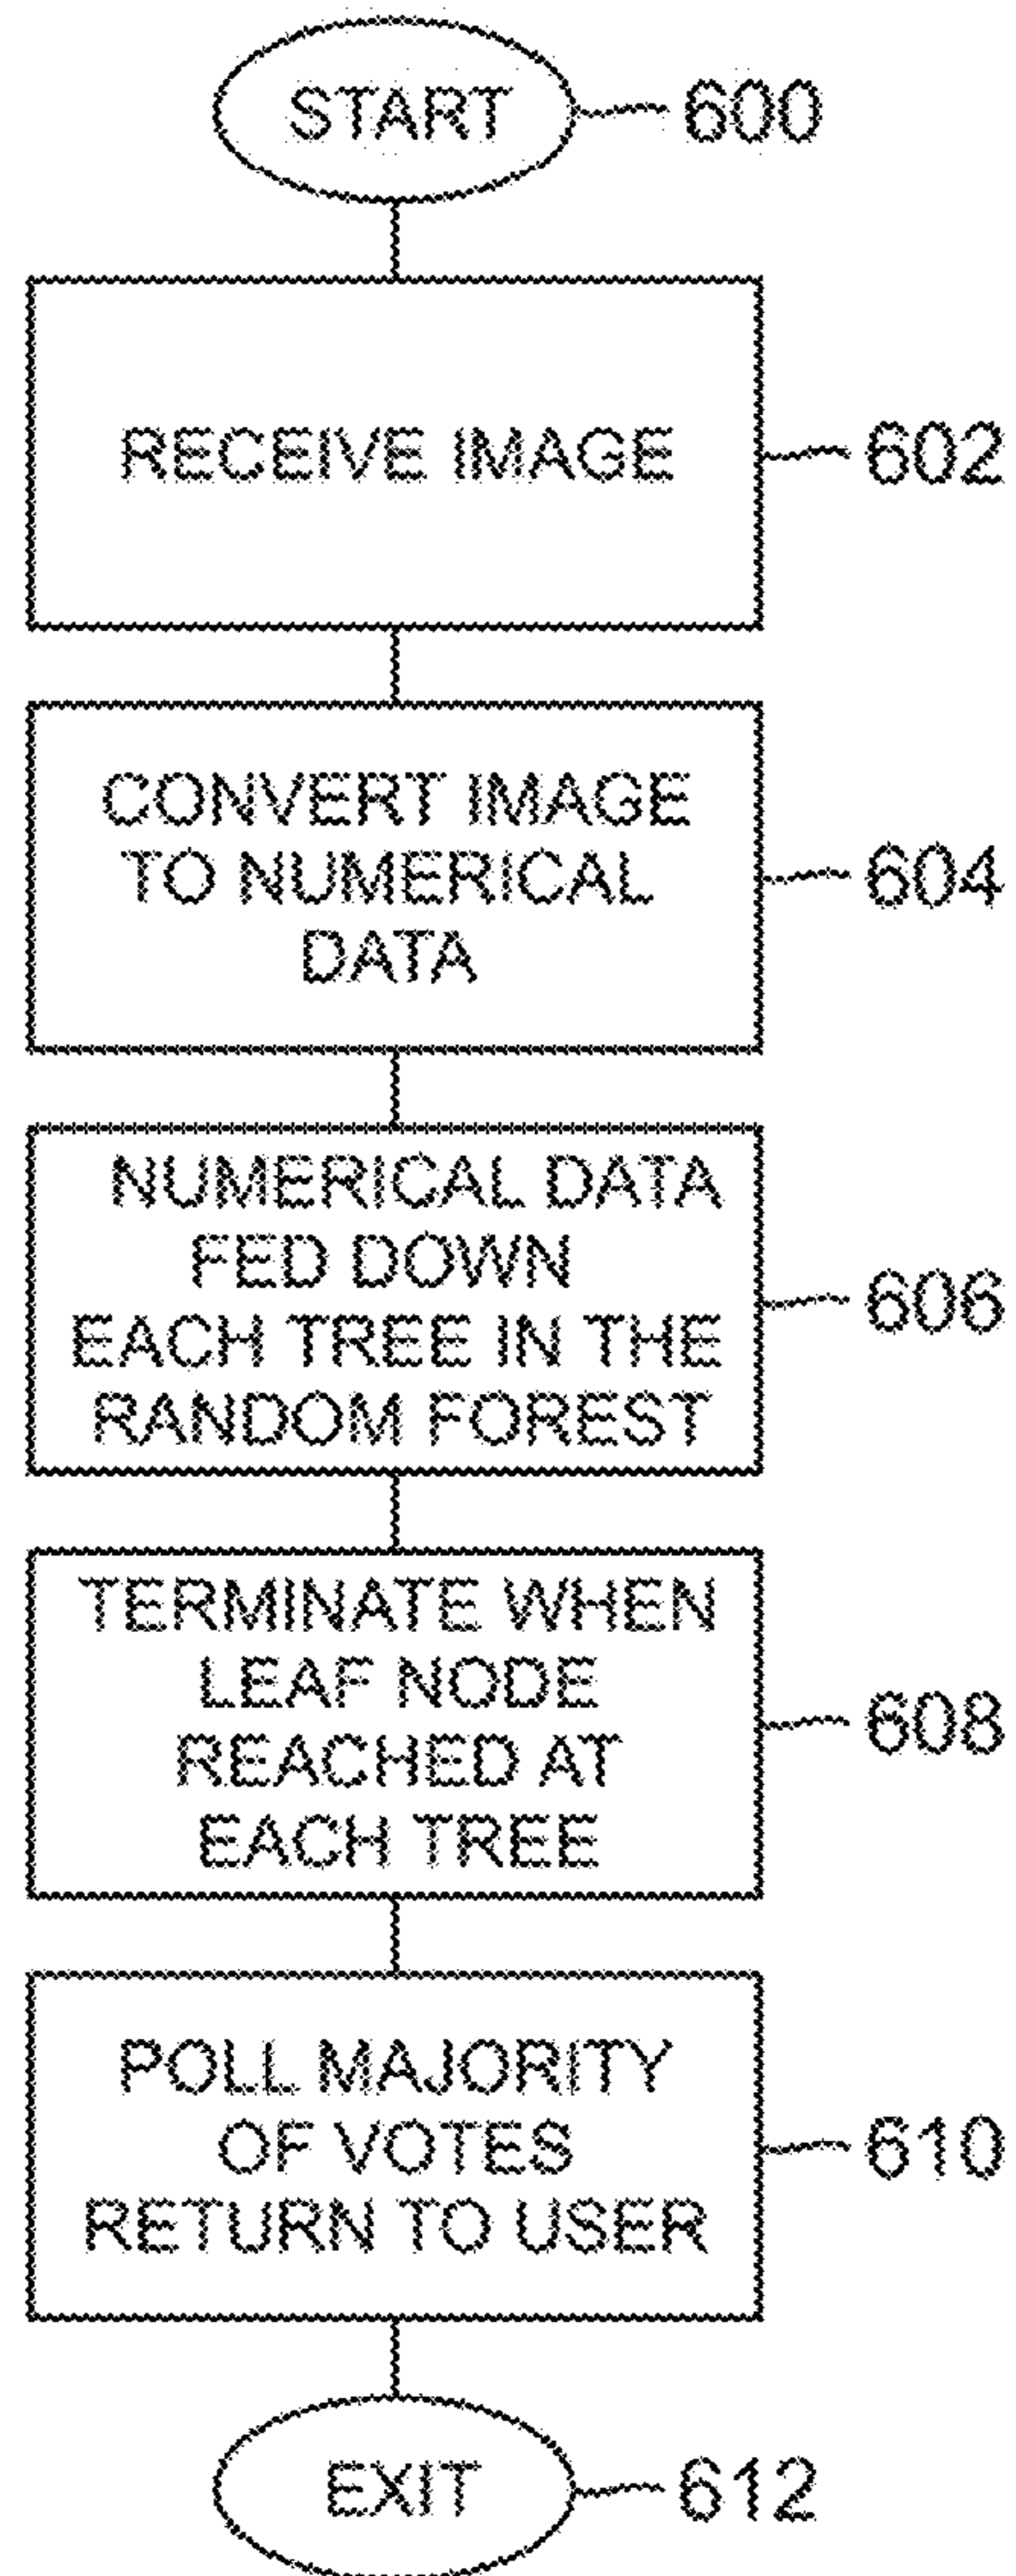 START
600
RECEIVE IMAGE
602
CONVERT IMAGE
TO NUMERICAL
DATA
604
NUMERICAL DATA
FED DOWN
EACH TREE IN THE
RANDOM FOREST
606
TERMINATE WHEN
LEAF NODE
REACHED AT
EACH TREE
608
POLL MAJORITY
OF VOTES
RETURN TO USER
610
EXIT
612